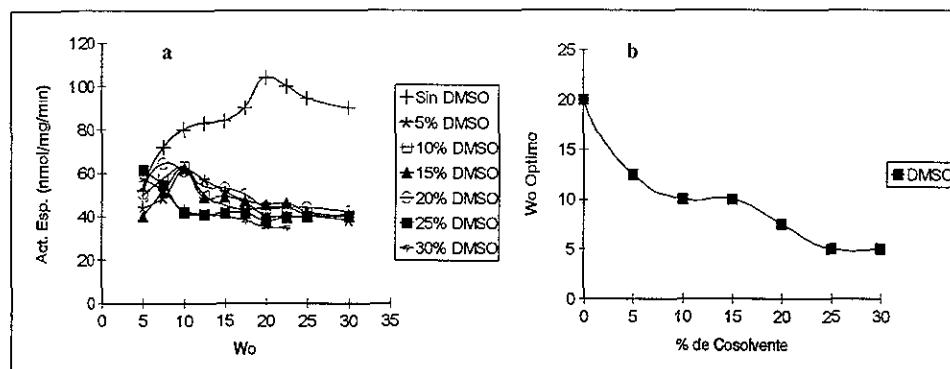 a
Act. Esp. (nmol/mg/min)
120
100
80
60
40
20
0
0 5 10 15 20 25 30 35
Wo
Sin DMSO
5% DMSO
10% DMSO
15% DMSO
20% DMSO
25% DMSO
30% DMSO
b
Wo Optimo
25
20
15
10
5
0
0 5 10 15 20 25 30
% de Cosolvente
DMSO